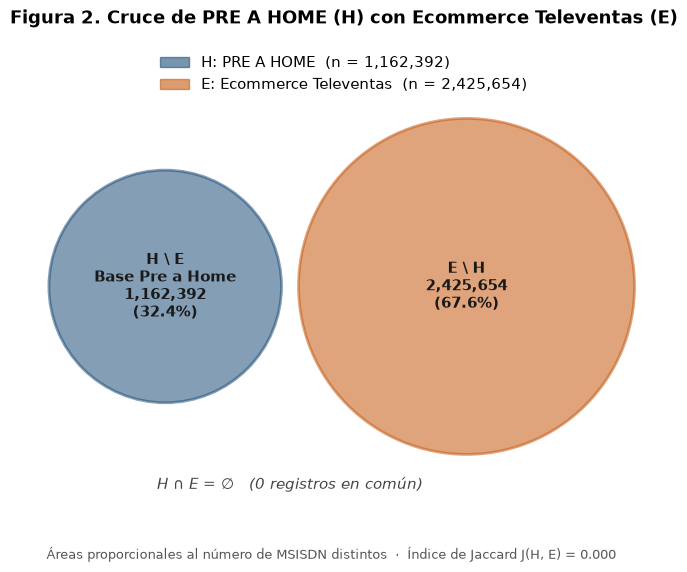 Figura 2. Cruce de PRE A HOME (H) con Ecommerce Televentas (E)
H: PRE A HOME (n = 1,162,392)
E: Ecommerce Televentas (n = 2,425,654)
H \ E
Base Pre a Home
1,162,392
(32.4%)
E \ H
2,425,654
(67.6%)
H ∩ E = ∅ (0 registros en común)
Áreas proporcionales al número de MSISDN distintos · Índice de Jaccard J(H, E) = 0.000